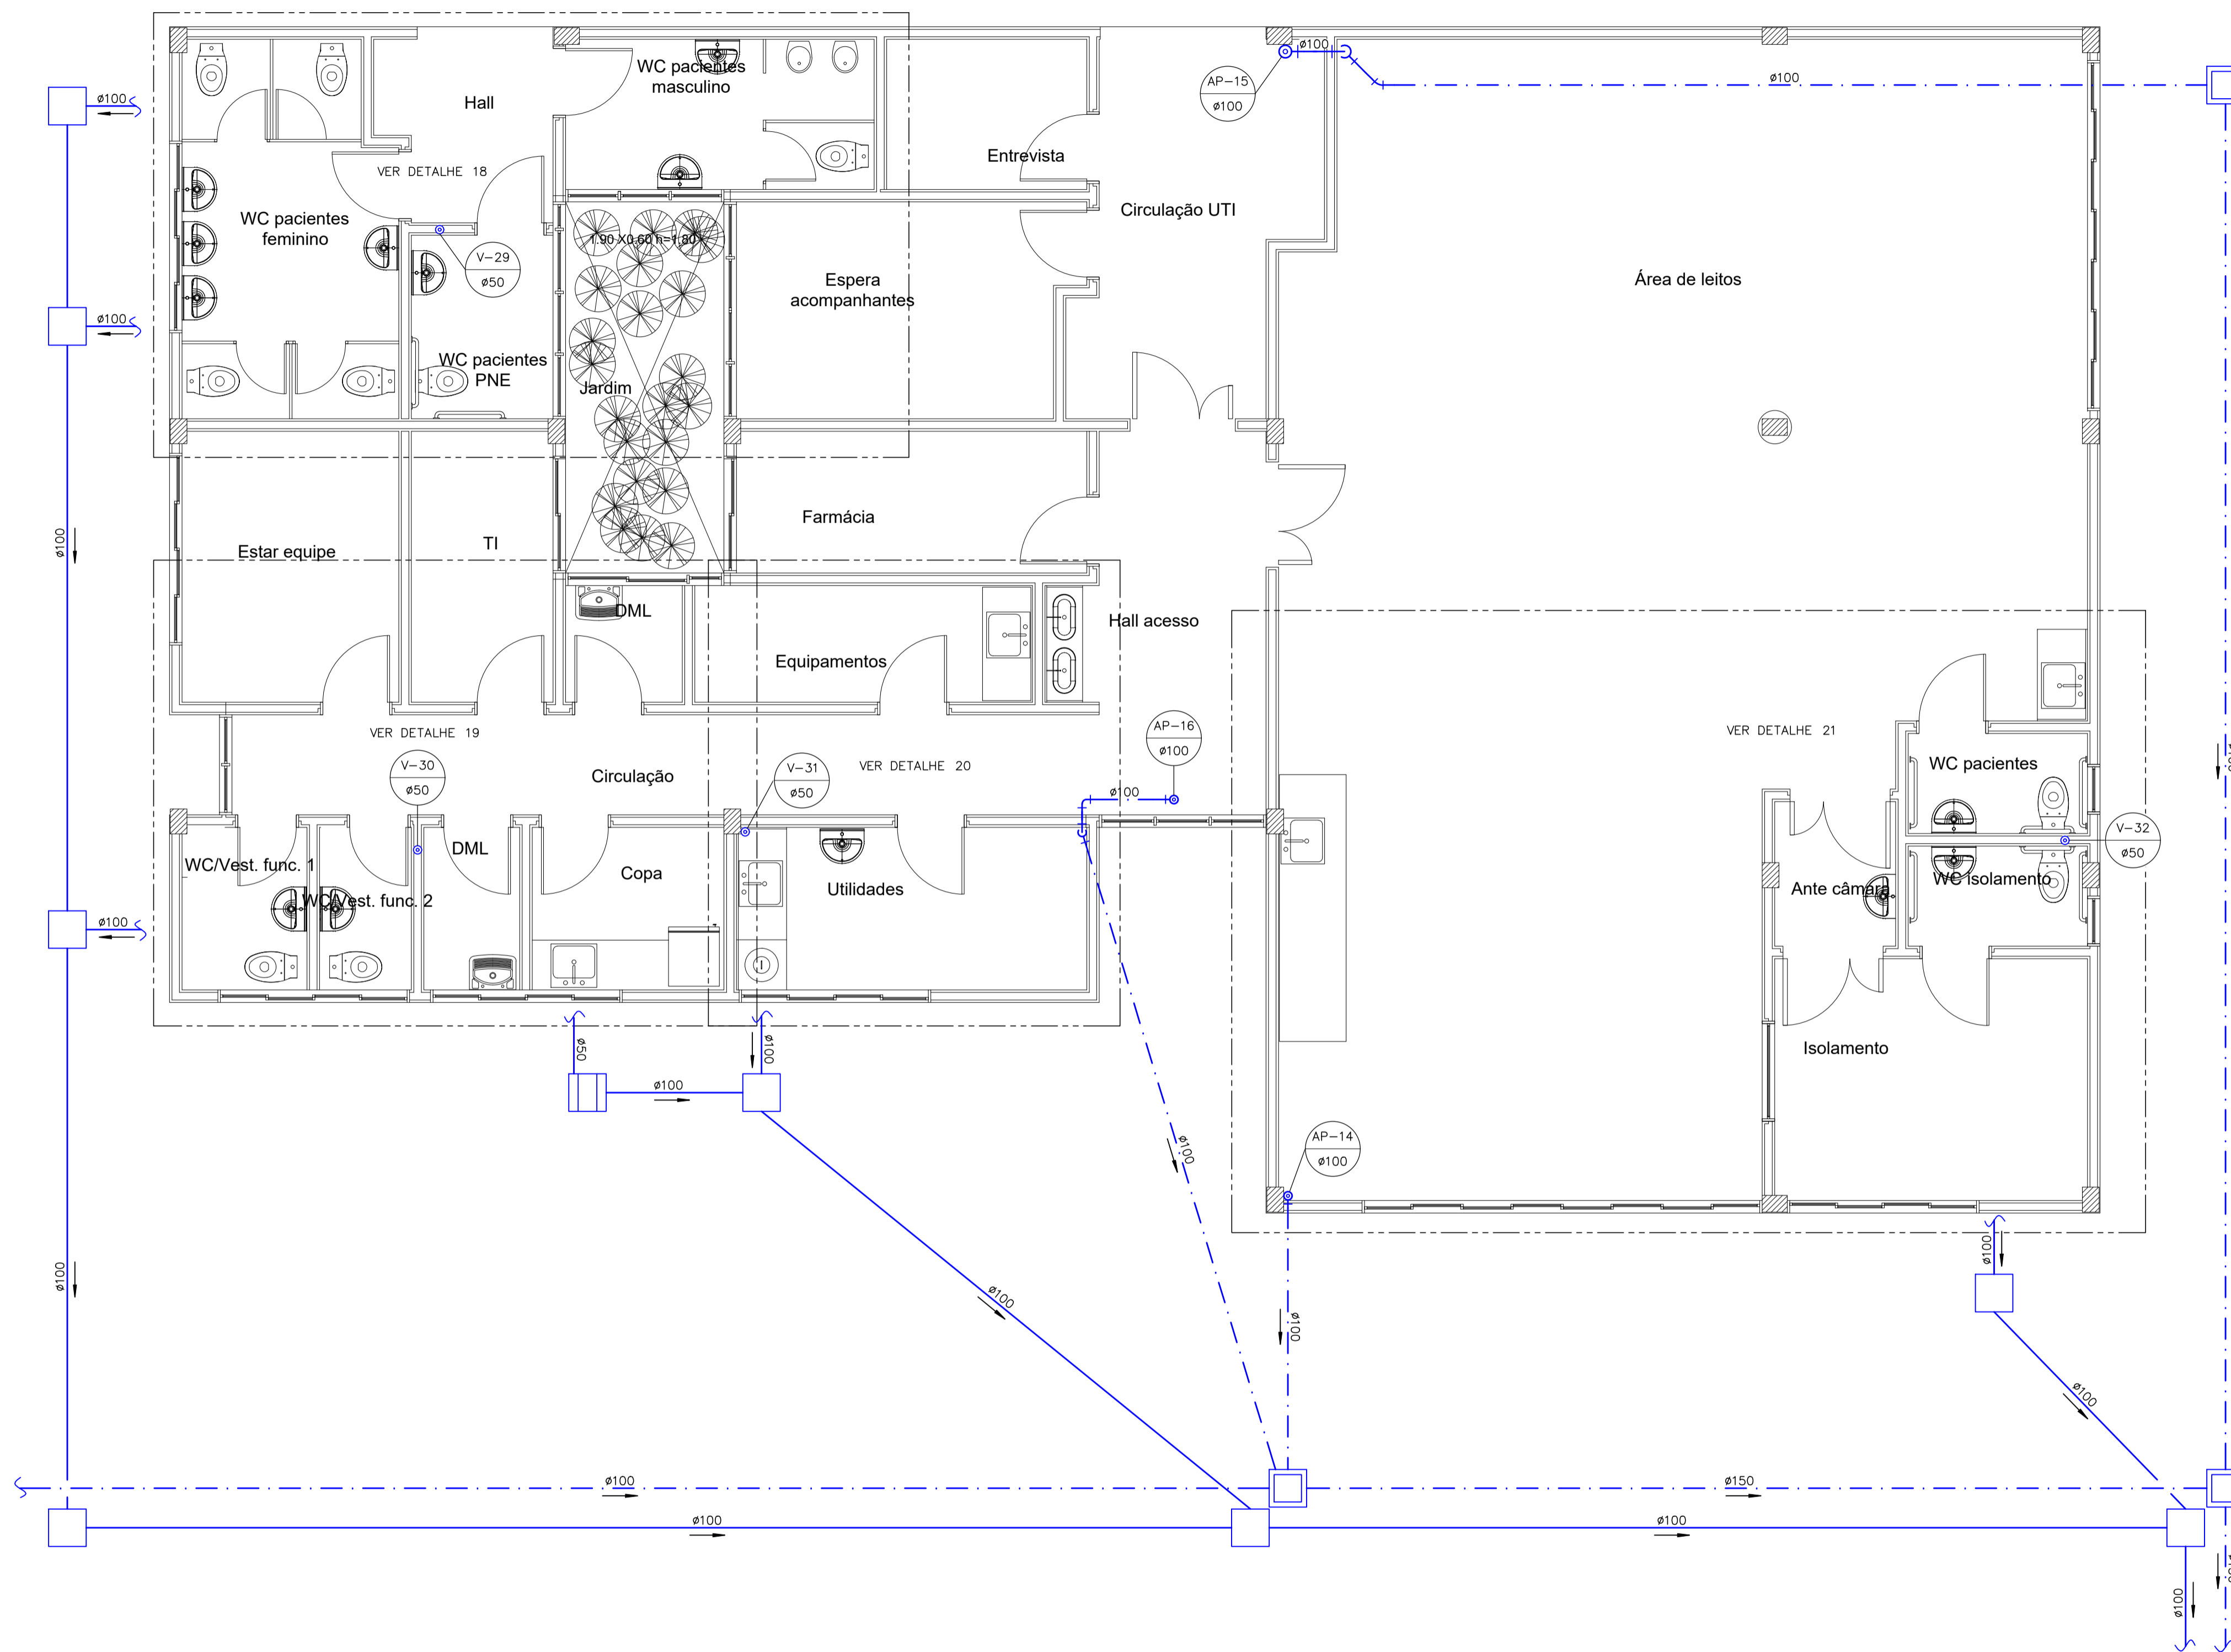 ø100
AP-15
ø100
ø100
ø100
WC pacientes
masculino
Hall
Entrevista
VER DETALHE 18
WC pacientes
feminino
Circulação UTI
1.90 X0.60 h=1.80
V-29
ø50
Espera
acompanhantes
Área de leitos
ø100
WC pacientes
PNE
Jardim
Farmácia
ø100
Estar equipe
TI
DML
Hall acesso
Equipamentos
VER DETALHE 19
AP-16
ø100
VER DETALHE 21
V-30
ø50
Circulação
V-31
ø50
VER DETALHE 20
WC pacientes
ø100
V-32
ø50
WC/Vest. func. 1
DML
Copa
Utilidades
WC/Vest. func. 2
Ante câmara
WC Isolamento
ø100
ø50
ø100
Isolamento
ø100
AP-14
ø100
ø100
ø100
ø100
ø100
ø100
ø100
ø100
ø150
ø100
ø100
ø100